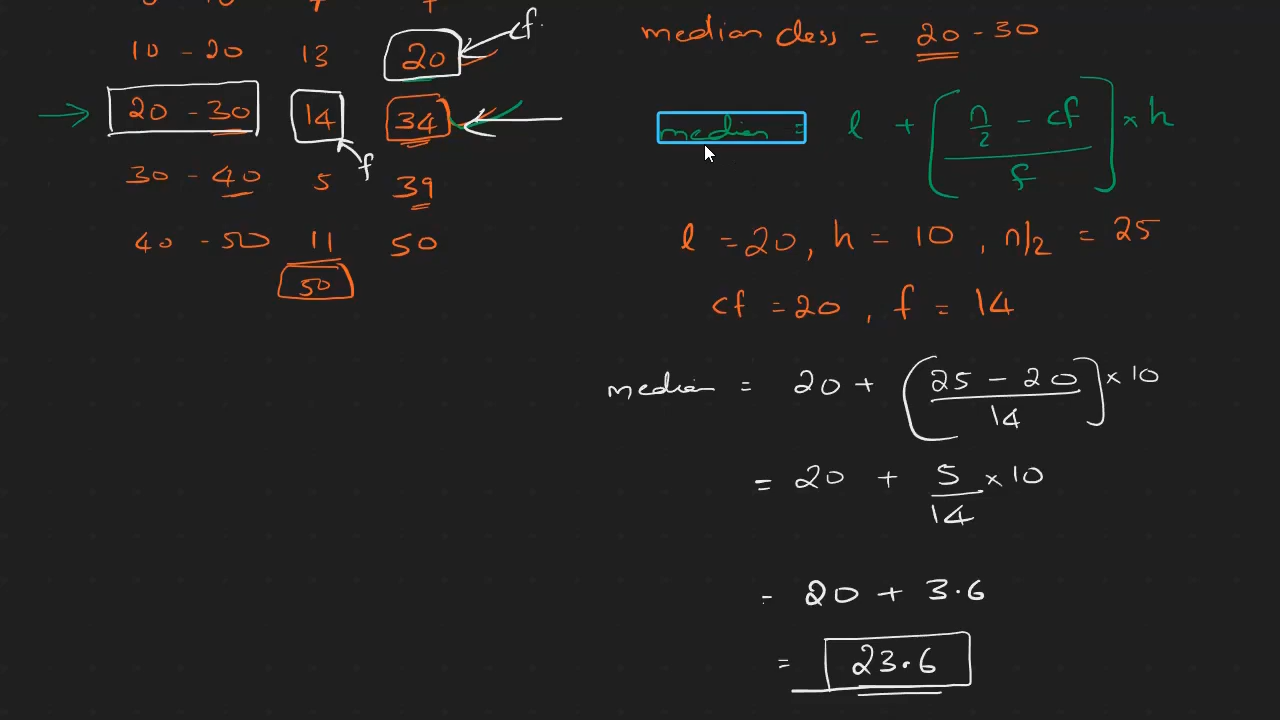 10 - 20 13 20 cf.
20 - 30 14 34
f
30 - 40 5 39
40 - 50 11 50
50
median class = 20 - 30
median = l + [ n/2 - cf / f ] × h
l = 20, h = 10, n/2 = 25
cf = 20, f = 14
median = 20 + [ 25 - 20 / 14 ] × 10
= 20 + 5/14 × 10
= 20 + 3.6
= 23.6